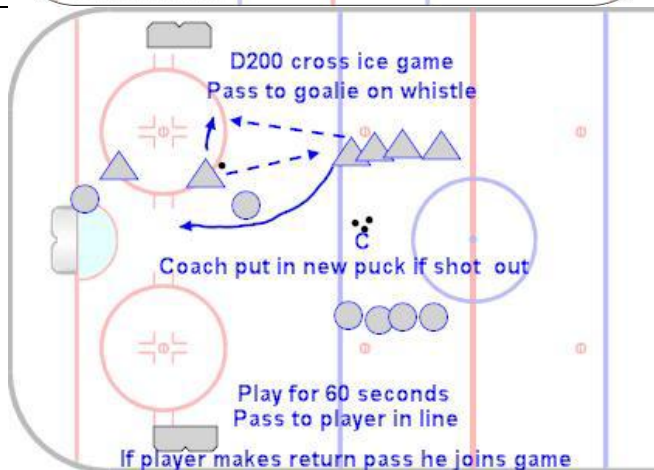 D200 cross ice game
Pass to goalie on whistle
C
Coach put in new puck if shot out
Play for 60 seconds
Pass to player in line
If player makes return pass he joins game